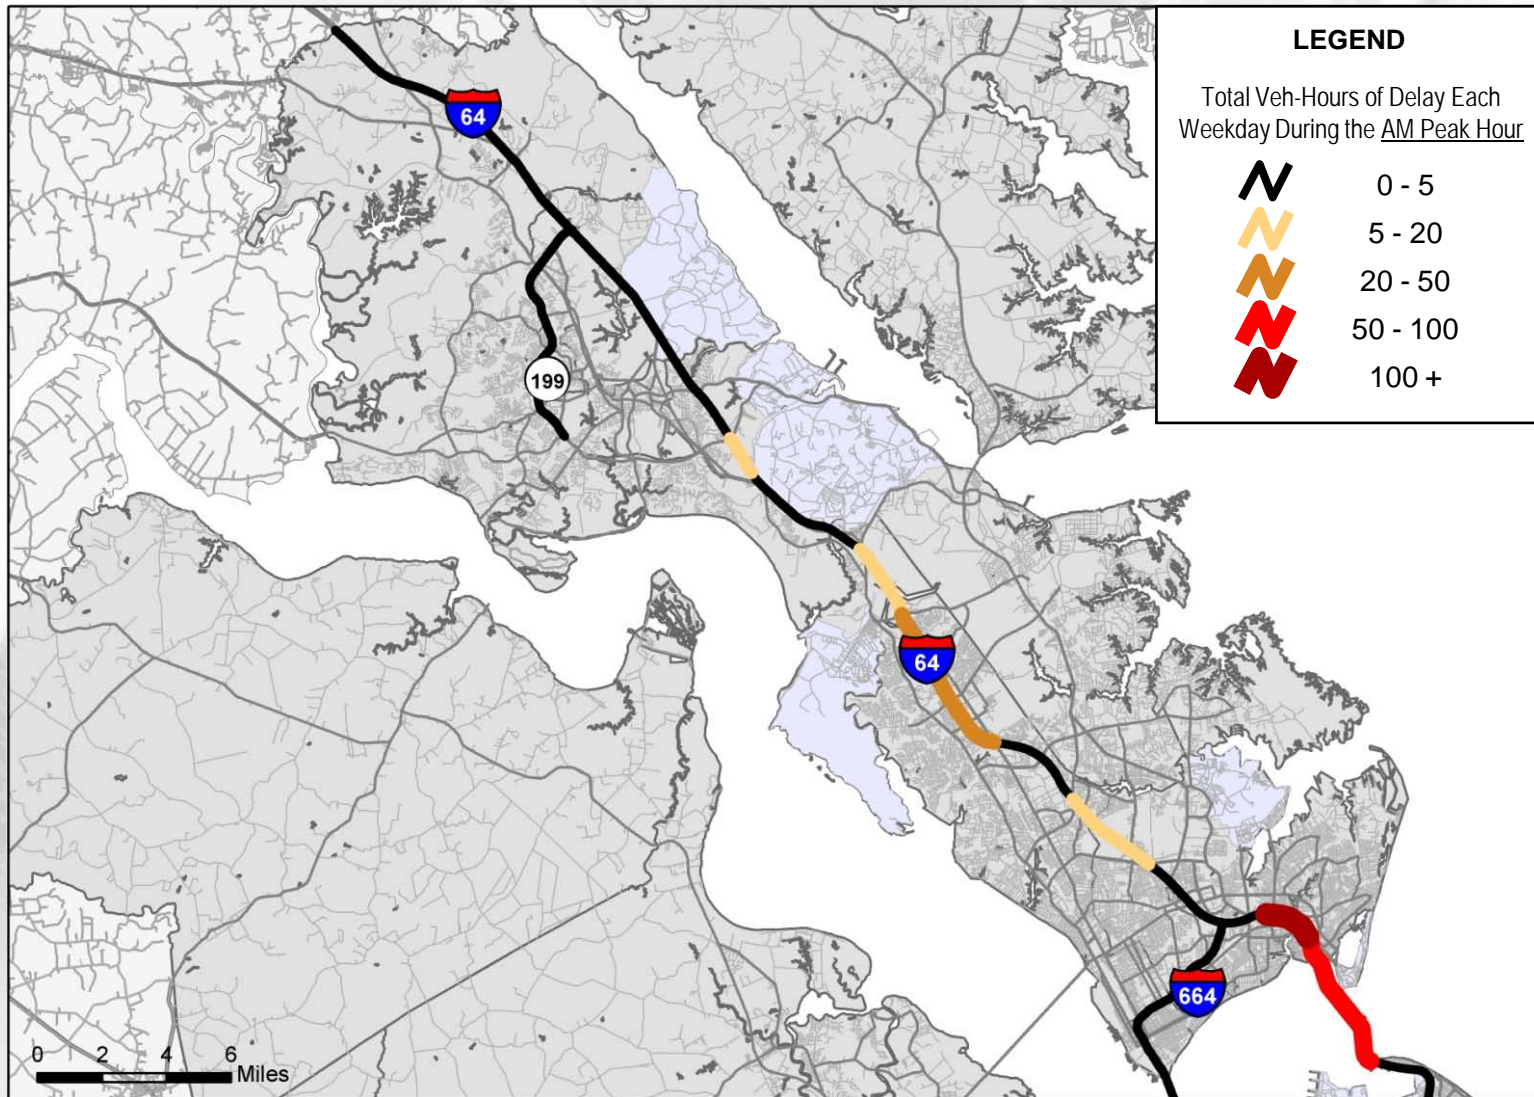 LEGEND
Total Veh-Hours of Delay Each
Weekday During the AM Peak Hour
0 - 5
5 - 20
20 - 50
50 - 100
100 +
64
199
64
664
0 2 4 6
Miles